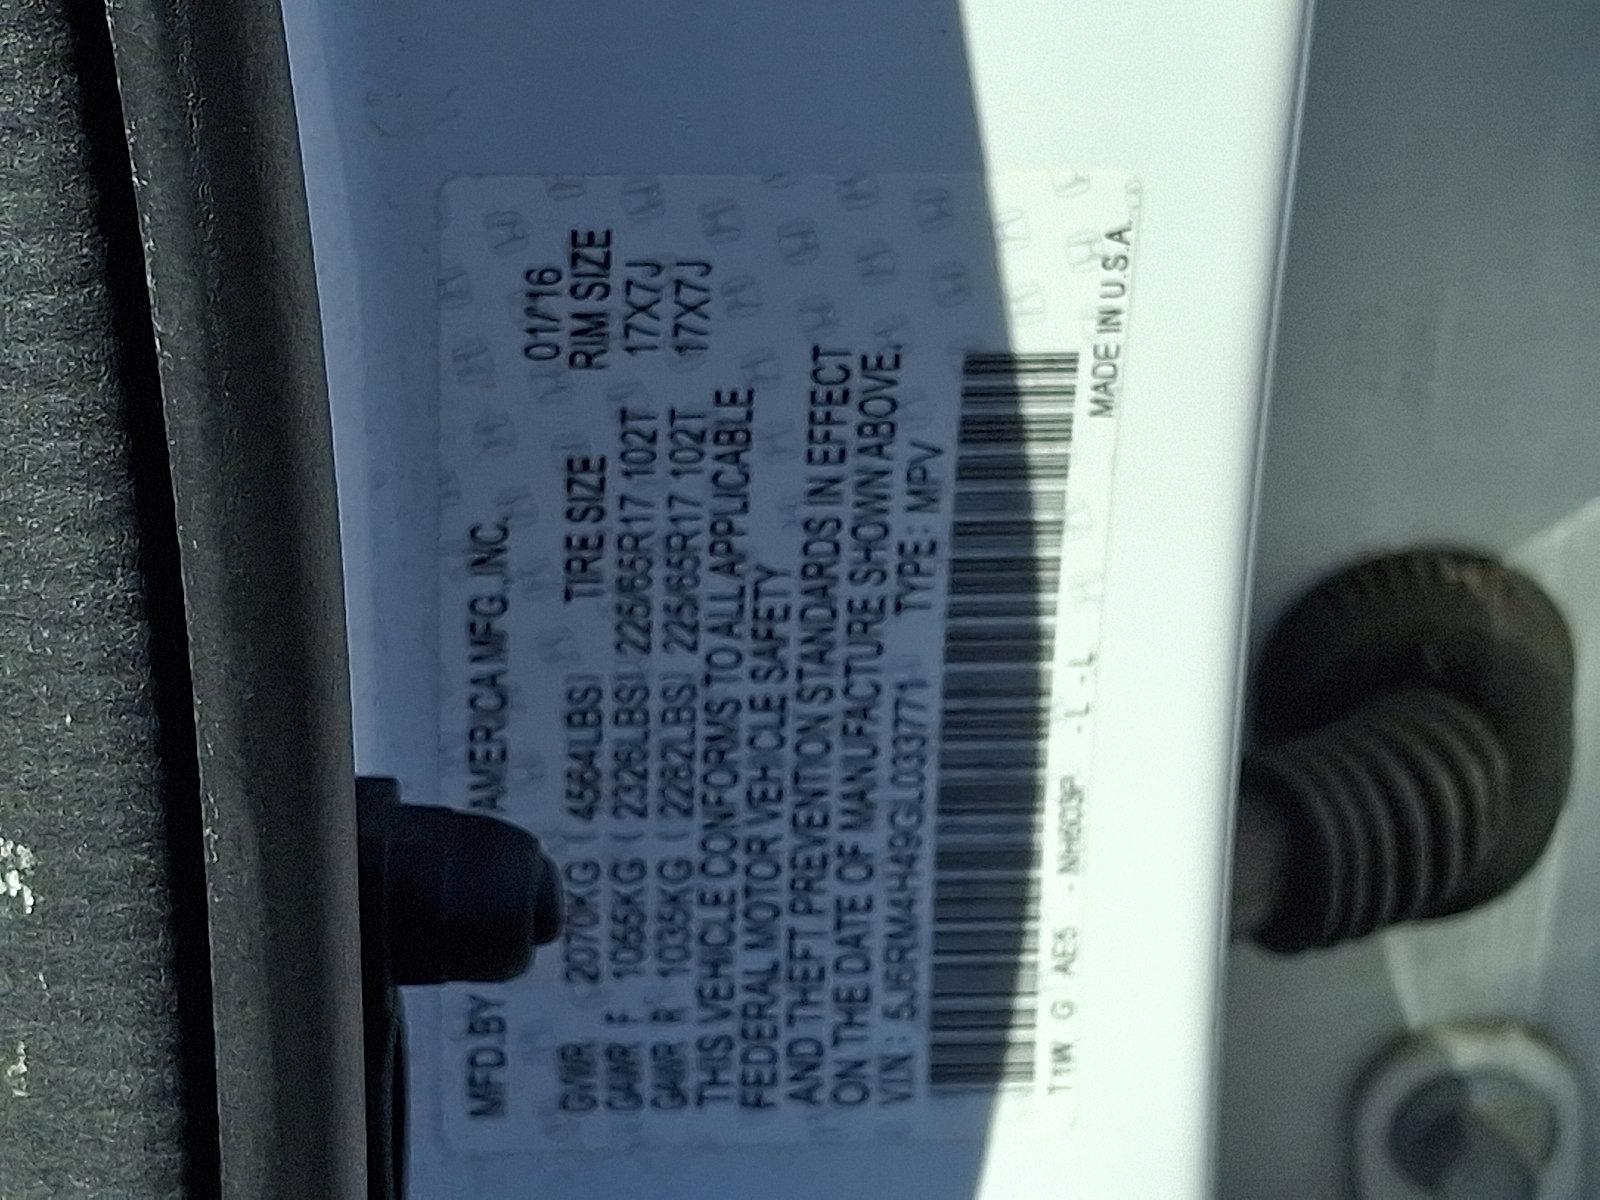 MFD. BY AMERICA MFG., INC.
01/'16
TIRE SIZE RIM SIZE
GVWR 2070KG ( 4564LBS) 225/65R17 102T 17X7J
GAWR F 1055KG ( 2326LBS) 225/65R17 102T 17X7J
GAWR R 1035KG ( 2282LBS)
THIS VEHICLE CONFORMS TO ALL APPLICABLE
FEDERAL MOTOR VEHICLE SAFETY
AND THEFT PREVENTION STANDARDS IN EFFECT
ON THE DATE OF MANUFACTURE SHOWN ABOVE.
VIN : 5J6RM4H49GL033771 TYPE : MPV
T1W G AE5 - NH603P - L - L
MADE IN U.S.A.